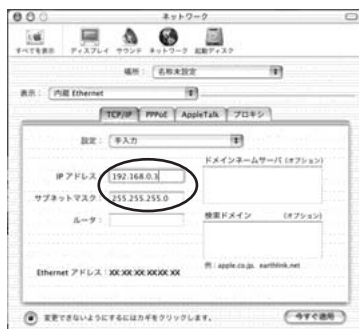 ネットワーク
すべてを表示 ディスプレイ サウンド ネットワーク 起動ディスク
場所： 名称未設定
表示： 内蔵 Ethernet
TCP/IP PPPoE AppleTalk プロキシ
設定： 手入力
ドメインネームサーバ (オプション)
IP アドレス： 192.168.0.3
サブネットマスク： 255.255.255.0
ルータ：
検索ドメイン (オプション)
Ethernet アドレス： XX:XX:XX:XX:XX:XX
例：apple.co.jp, earthlink.net
変更できないようにするにはカギをクリックします。
今すぐ適用